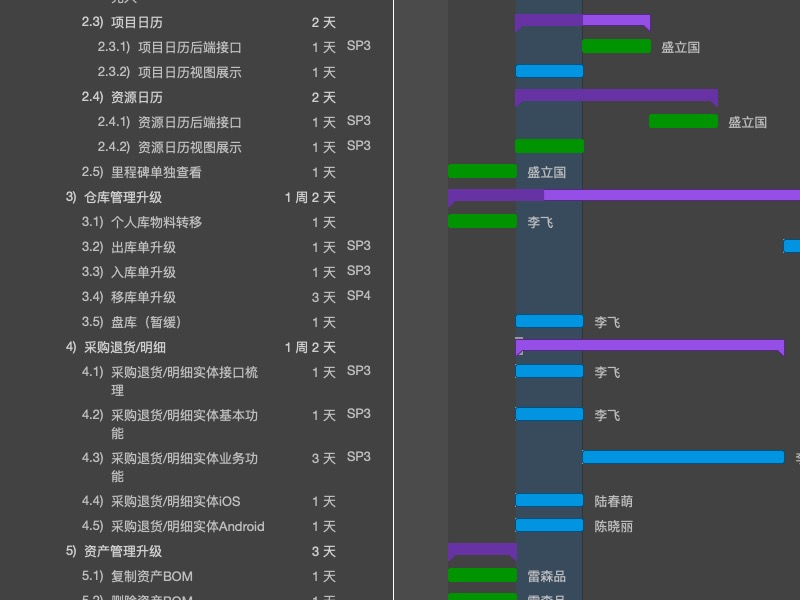 2.3) 项目日历 2 天
2.3.1) 项目日历后端接口 1 天 SP3 盛立国
2.3.2) 项目日历视图展示 1 天
2.4) 资源日历 2 天
2.4.1) 资源日历后端接口 1 天 SP3 盛立国
2.4.2) 资源日历视图展示 1 天 SP3
2.5) 里程碑单独查看 1 天 盛立国
3) 仓库管理升级 1 周 2 天
3.1) 个人库物料转移 1 天 李飞
3.2) 出库单升级 1 天 SP3
3.3) 入库单升级 1 天 SP3
3.4) 移库单升级 3 天 SP4
3.5) 盘库（暂缓） 1 天 李飞
4) 采购退货/明细 1 周 2 天
4.1) 采购退货/明细实体接口梳 1 天 SP3 李飞
理
4.2) 采购退货/明细实体基本功 1 天 SP3 李飞
能
4.3) 采购退货/明细实体业务功 3 天 SP3
能
4.4) 采购退货/明细实体iOS 1 天 陆春萌
4.5) 采购退货/明细实体Android 1 天 陈晓丽
5) 资产管理升级 3 天
5.1) 复制资产BOM 1 天 雷森品
5.2) 删除资产BOM 1 天 雷森品